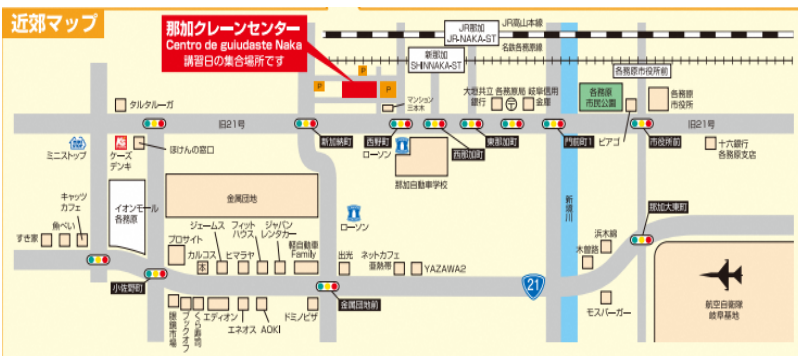 近郊マップ
那加クレーンセンター
Centro de guiudaste Naka
講習日の集合場所です
JR高山本線
JR那加
JR-NAKA-ST
名鉄各務原線
新那加
SHINNAKA-ST
各務原市役所前
P
P
P
マンション
三本木
大垣共立
銀行
各務原局
岐阜信用
金庫
各務原
市民公園
各務原
市役所
タルタルーガ
旧21号
新加納町
西野町
西那加町
東那加町
門前町1
ピアゴ
市役所前
旧21号
ミニストップ
ケーズ
デンキ
ほけんの窓口
ローソン
那加自動車学校
十六銀行
各務原支店
キャッツ
カフェ
魚べい
すき家
イオンモール
各務原
金属団地
新境川
那加大東町
ローソン
プロサイト
ジェームス
カルコス
本
フィット
ハウス
ヒマラヤ
ジャパン
レンタカー
軽自動車
Family
出光
ネットカフェ
亜熱帯
YAZAWA2
浜木綿
木曽路
小佐野町
金属団地前
21
航空自衛隊
岐阜基地
眼鏡市場
ブックオフ
くら寿司
エディオン
エネオス
AOKI
ドミノピザ
モスバーガー